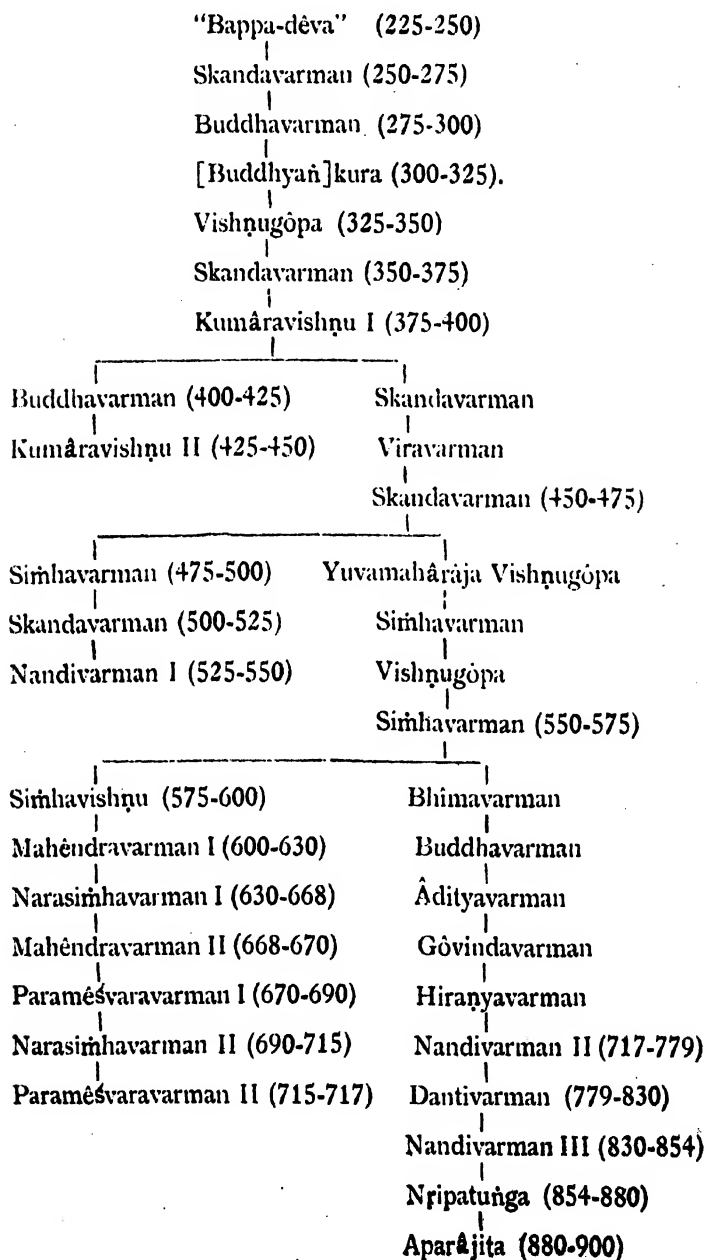 "Bappa-dêva" (225-250)
Skandavarman (250-275)
Buddhavarman (275-300)
[Buddhyaṅ]kura (300-325).
Vishṇugôpa (325-350)
Skandavarman (350-375)
Kumâravishṇu I (375-400)
Buddhavarman (400-425) Skandavarman
Kumâravishṇu II (425-450) Viravarman
Skandavarman (450-475)
Siṁhavarman (475-500) Yuvamahârâja Vishṇugôpa
Skandavarman (500-525) Siṁhavarman
Nandivarman I (525-550) Vishṇugôpa
Siṁhavarman (550-575)
Siṁhavishṇu (575-600) Bhîmavarman
Mahêndravarman I (600-630) Buddhavarman
Narasiṁhavarman I (630-668) Âdityavarman
Mahêndravarman II (668-670) Gôvindavarman
Paramêśvaravarman I (670-690) Hiraṇyavarman
Narasiṁhavarman II (690-715) Nandivarman II (717-779)
Paramêśvaravarman II (715-717) Dantivarman (779-830)
Nandivarman III (830-854)
Nṛipatuṅga (854-880)
Aparâjita (880-900)